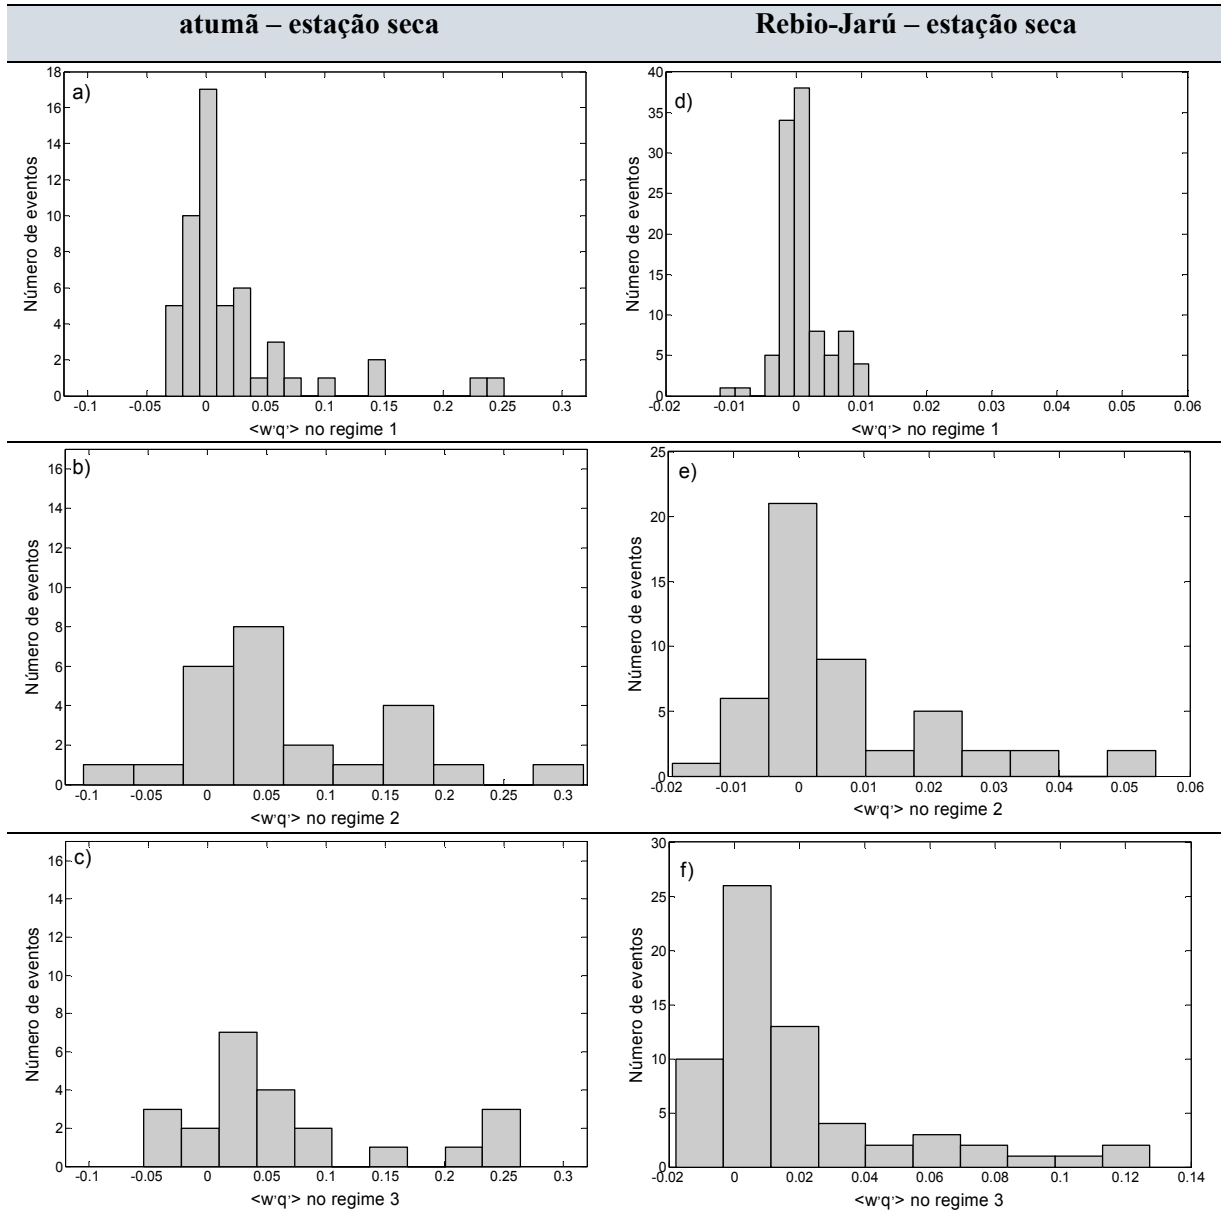 atumã – estação seca
Rebio-Jarú – estação seca
a)
Número de eventos
18
16
14
12
10
8
6
4
2
0
-0.1 -0.05 0 0.05 0.1 0.15 0.2 0.25 0.3
<w'q'> no regime 1
d)
Número de eventos
40
35
30
25
20
15
10
5
0
-0.02 -0.01 0 0.01 0.02 0.03 0.04 0.05 0.06
<w'q'> no regime 1
b)
Número de eventos
16
14
12
10
8
6
4
2
0
-0.1 -0.05 0 0.05 0.1 0.15 0.2 0.25 0.3
<w'q'> no regime 2
e)
Número de eventos
25
20
15
10
5
0
-0.02 -0.01 0 0.01 0.02 0.03 0.04 0.05 0.06
<w'q'> no regime 2
c)
Número de eventos
16
14
12
10
8
6
4
2
0
-0.1 -0.05 0 0.05 0.1 0.15 0.2 0.25 0.3
<w'q'> no regime 3
f)
Número de eventos
30
25
20
15
10
5
0
-0.02 0 0.02 0.04 0.06 0.08 0.1 0.12 0.14
<w'q'> no regime 3